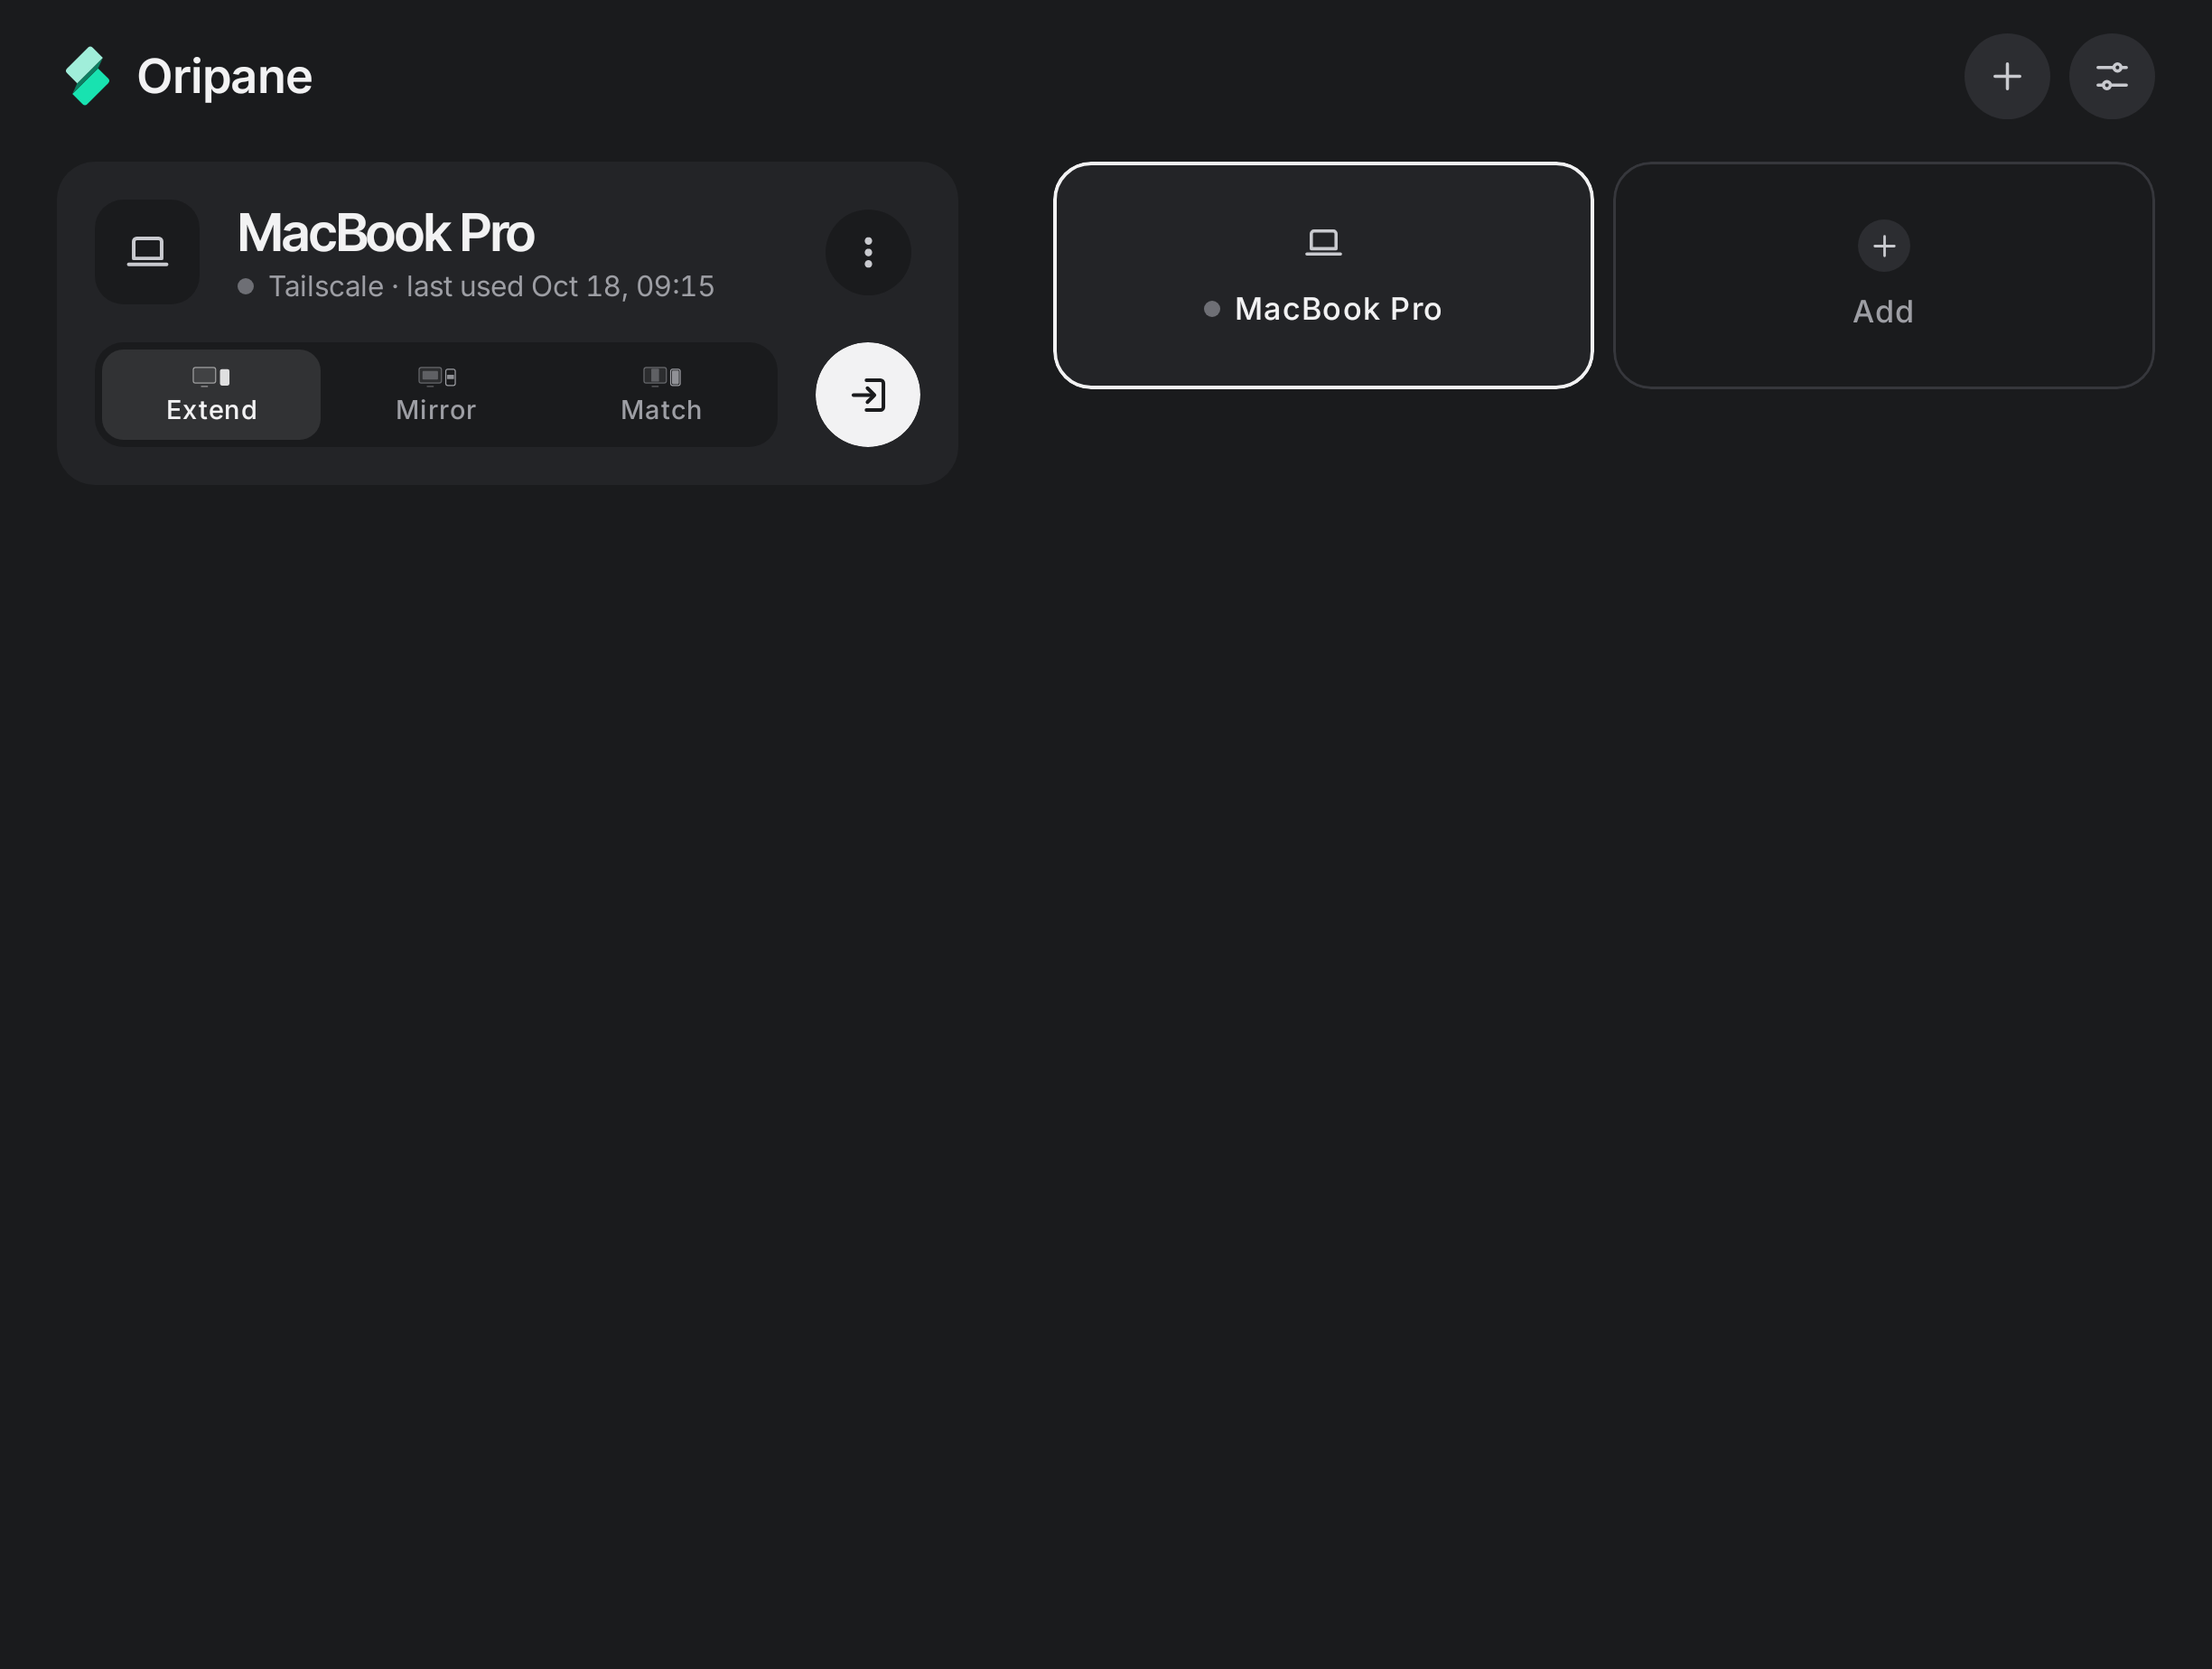 Oripane
MacBook Pro
Tailscale · last used Oct 18, 09:15
Extend
Mirror
Match
MacBook Pro
Add